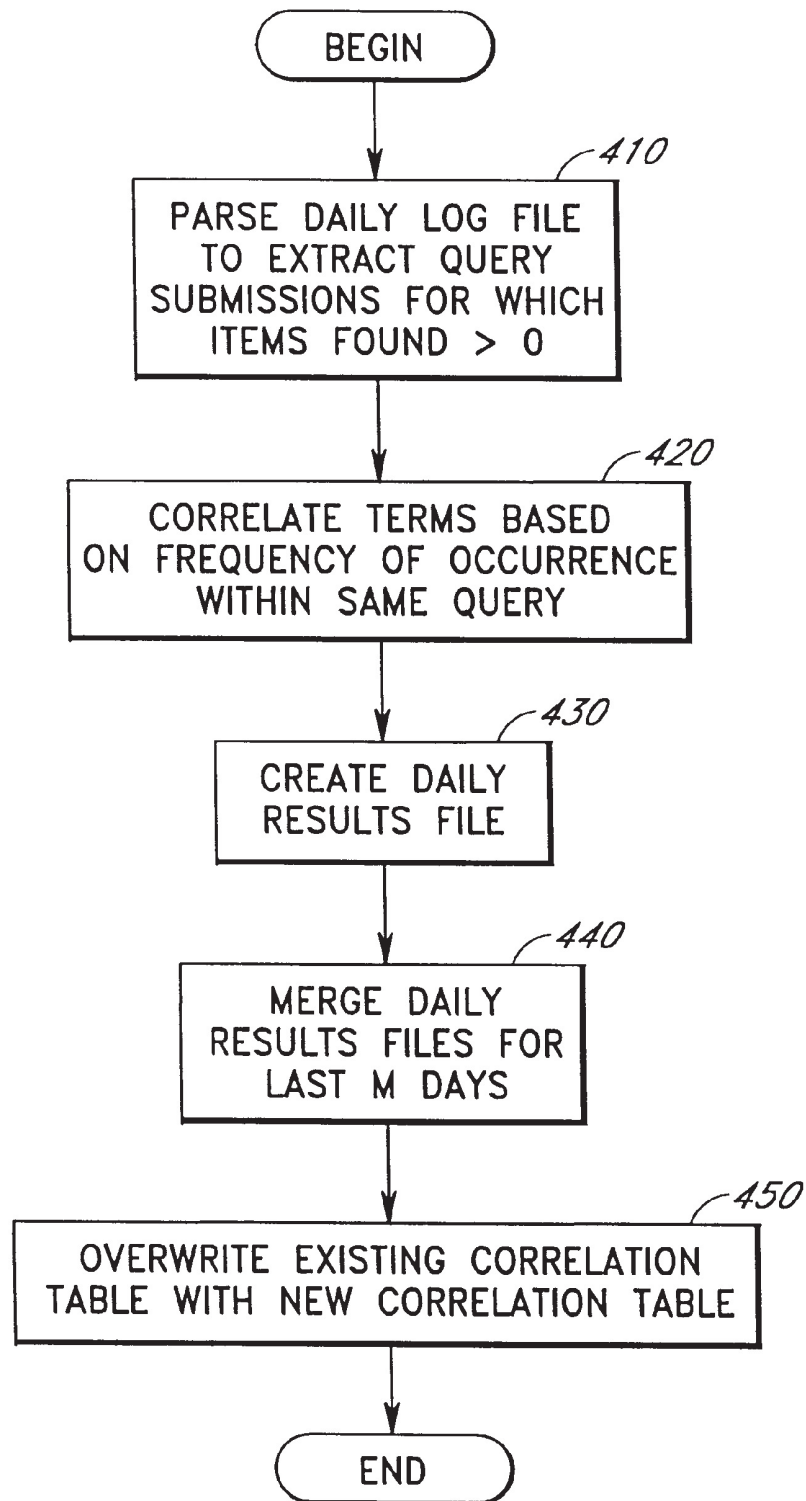 BEGIN
410
PARSE DAILY LOG FILE
TO EXTRACT QUERY
SUBMISSIONS FOR WHICH
ITEMS FOUND > 0
420
CORRELATE TERMS BASED
ON FREQUENCY OF OCCURRENCE
WITHIN SAME QUERY
430
CREATE DAILY
RESULTS FILE
440
MERGE DAILY
RESULTS FILES FOR
LAST M DAYS
450
OVERWRITE EXISTING CORRELATION
TABLE WITH NEW CORRELATION TABLE
END